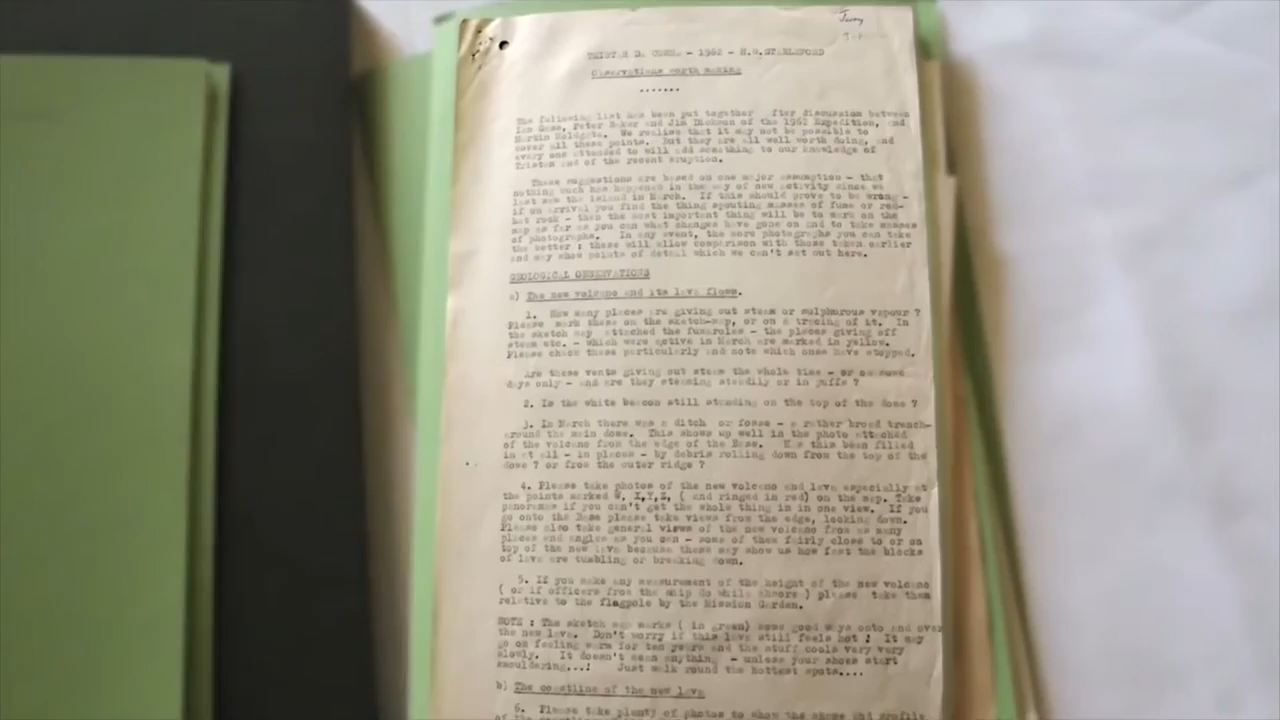 Jerry
TRISTAN DA CUNHA - 1962 - H.M.S.TARLEFORD
Observations worth making
.......
The following list has been put together after discussion between
Ian Gass, Peter Baker and Jim Dickson of the 1962 Expedition, and
Martin Holdgate. We realise that it may not be possible to
cover all these points. But they are all well worth doing, and
every one attended to will add something to our knowledge of
Tristan and of the recent eruption.
These suggestions are based on one major assumption - that
nothing much has happened in the way of new activity since we
last saw the island in March. If this should prove to be wrong -
if on arrival you find the thing spouting masses of fume or red-
hot rock - then the most important thing will be to mark on the
map as far as you can what changes have gone on and to take masses
of photographs. In any event, the more photographs you can take
the better : these will allow comparison with those taken earlier
and may show points of detail which we can't set out here.
GEOLOGICAL OBSERVATIONS
a) The new volcano and its lava flows.
1. How many places are giving out steam or sulphurous vapour ?
Please mark these on the sketch-map, or on a tracing of it. In
the sketch map attached the fumaroles - the places giving off
steam etc. - which were active in March are marked in yellow.
Please check these particularly and note which ones have stopped.
Are these vents giving out steam the whole time - or on some
days only - and are they steaming steadily or in puffs ?
2. Is the white beacon still standing on the top of the dome ?
3. In March there was a ditch or fosse - a rather broad trench-
around the main dome. This shows up well in the photo attached
of the volcano from the edge of the Base. Has this been filled
in at all - in places - by debris rolling down from the top of the
dome ? or from the outer ridge ?
4. Please take photos of the new volcano and lava especially at
the points marked W, X,Y,Z, ( and ringed in red) on the map. Take
panoramas if you can't get the whole thing in in one view. If you
go onto the Base please take views from the edge, looking down.
Please also take general views of the new volcano from as many
places and angles as you can - some of them fairly close to or on
top of the new lava because these may show us how fast the blocks
of lava are tumbling or breaking down.
5. If you make any measurement of the height of the new volcano
( or if officers from the ship do while ashore ) please take them
relative to the flagpole by the Mission Garden.
NOTE : The sketch map marks ( in green) some good ways onto and over
the new lava. Don't worry if this lava still feels hot ! It may
go on feeling warm for ten years and the stuff cools very very
slowly. It doesn't mean anything - unless your shoes start
smouldering...! Just walk round the hottest spots....
b) The coastline of the new lava
6. Please take plenty of photos to show the shape and profile